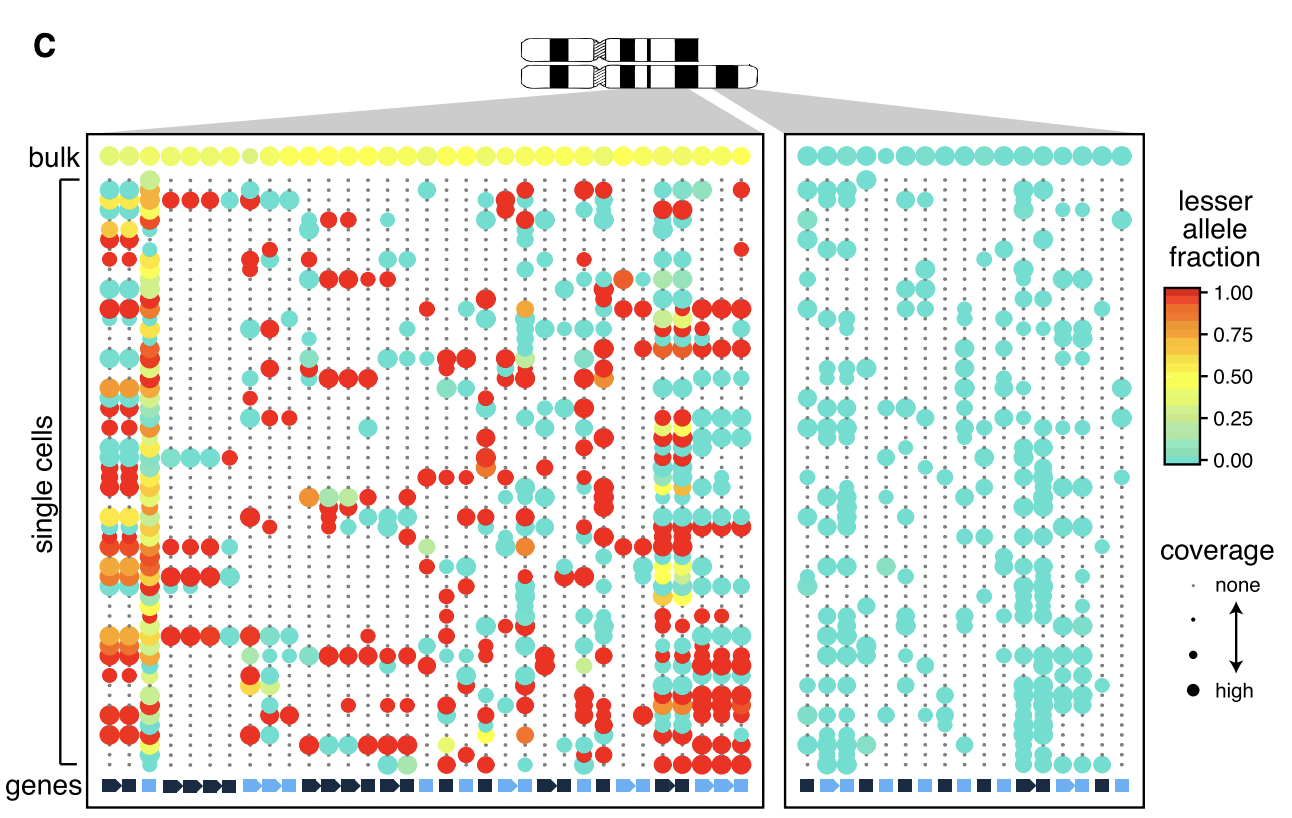 c
bulk
single cells
genes
lesser
allele
fraction
1.00
0.75
0.50
0.25
0.00
coverage
none
high